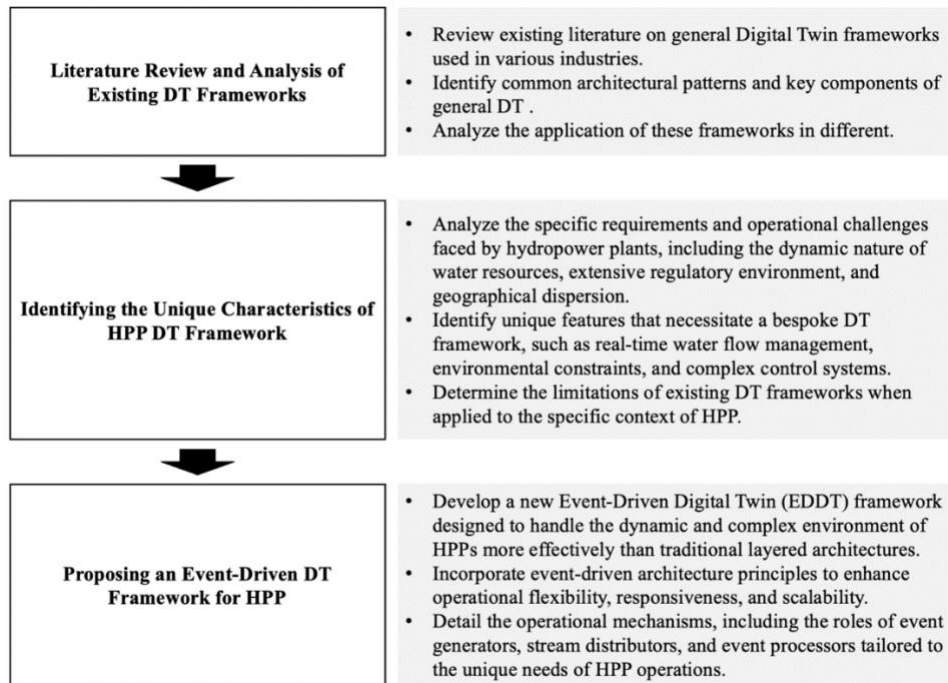 Literature Review and Analysis of
Existing DT Frameworks
• Review existing literature on general Digital Twin frameworks
used in various industries.
• Identify common architectural patterns and key components of
general DT .
• Analyze the application of these frameworks in different.
Identifying the Unique Characteristics of
HPP DT Framework
• Analyze the specific requirements and operational challenges
faced by hydropower plants, including the dynamic nature of
water resources, extensive regulatory environment, and
geographical dispersion.
• Identify unique features that necessitate a bespoke DT
framework, such as real-time water flow management,
environmental constraints, and complex control systems.
• Determine the limitations of existing DT frameworks when
applied to the specific context of HPP.
Proposing an Event-Driven DT
Framework for HPP
• Develop a new Event-Driven Digital Twin (EDDT) framework
designed to handle the dynamic and complex environment of
HPPs more effectively than traditional layered architectures.
• Incorporate event-driven architecture principles to enhance
operational flexibility, responsiveness, and scalability.
• Detail the operational mechanisms, including the roles of event
generators, stream distributors, and event processors tailored to
the unique needs of HPP operations.